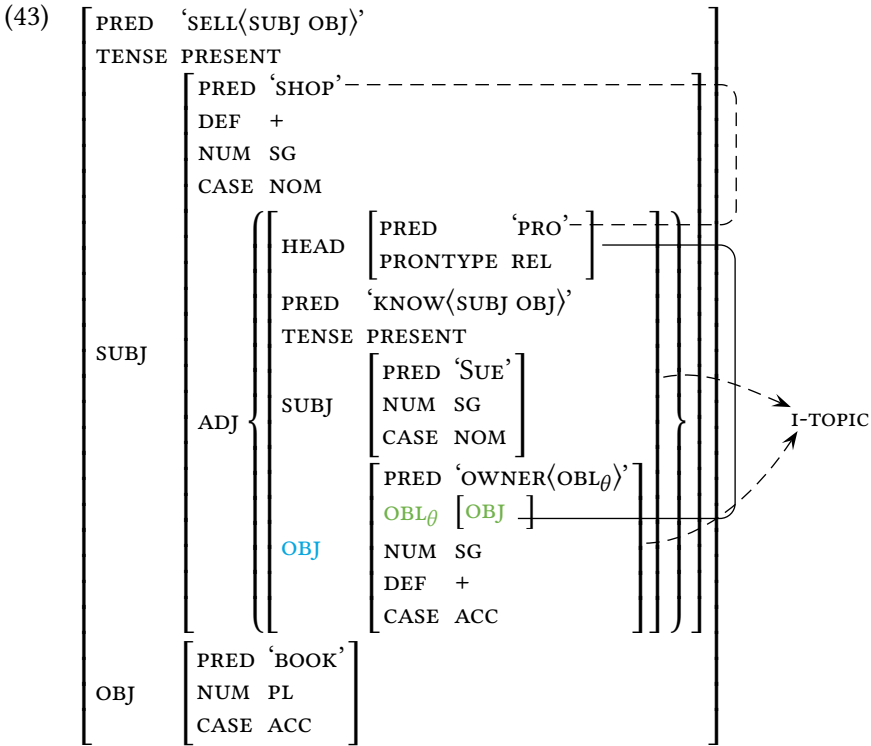 (43)
PRED ‘SELL⟨SUBJ OBJ⟩’
TENSE PRESENT
PRED ‘SHOP’
DEF +
NUM SG
CASE NOM
HEAD
PRED ‘PRO’
PRONTYPE REL
PRED ‘KNOW⟨SUBJ OBJ⟩’
TENSE PRESENT
SUBJ
SUBJ
PRED ‘SUE’
NUM SG
CASE NOM
ADJ
I-TOPIC
PRED ‘OWNER⟨OBLθ⟩’
OBLθ [OBJ ]
OBJ
NUM SG
DEF +
CASE ACC
OBJ
PRED ‘BOOK’
NUM PL
CASE ACC